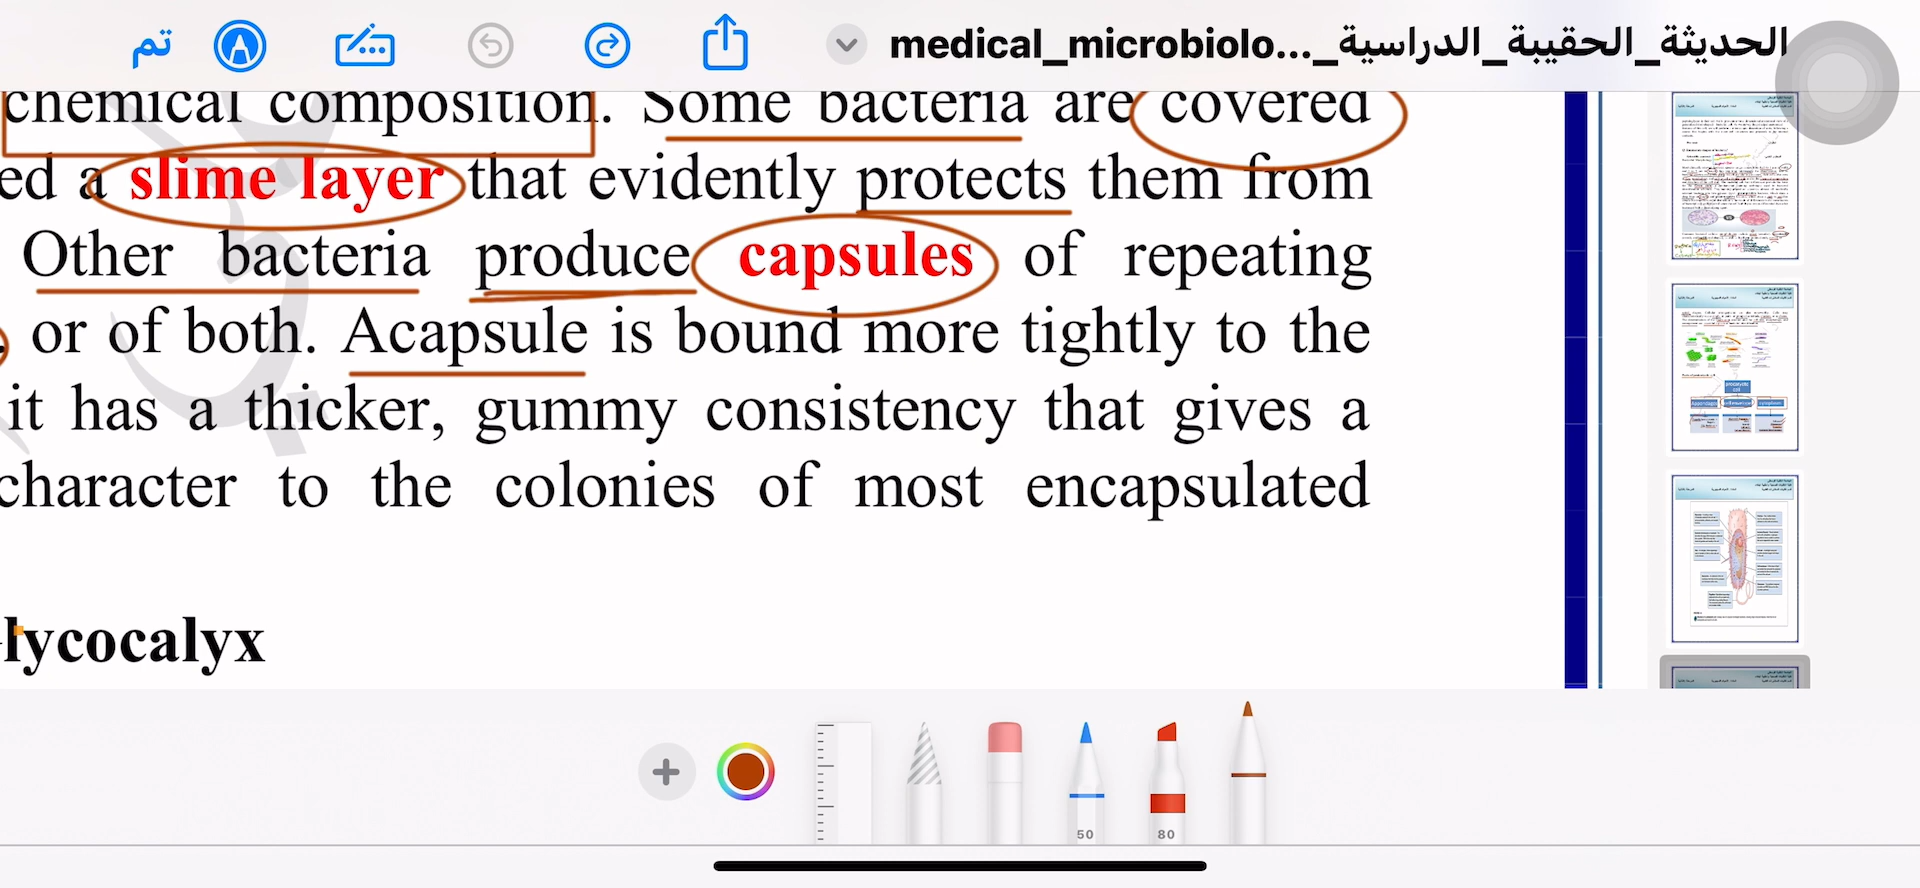 تم
medical_microbiolo..._الحديثة_الحقيبة_الدراسية
chemical composition. Some bacteria are covered
ed a slime layer that evidently protects them from
Other bacteria produce capsules of repeating
or of both. Acapsule is bound more tightly to the
it has a thicker, gummy consistency that gives a
character to the colonies of most encapsulated
lycocalyx
50
80